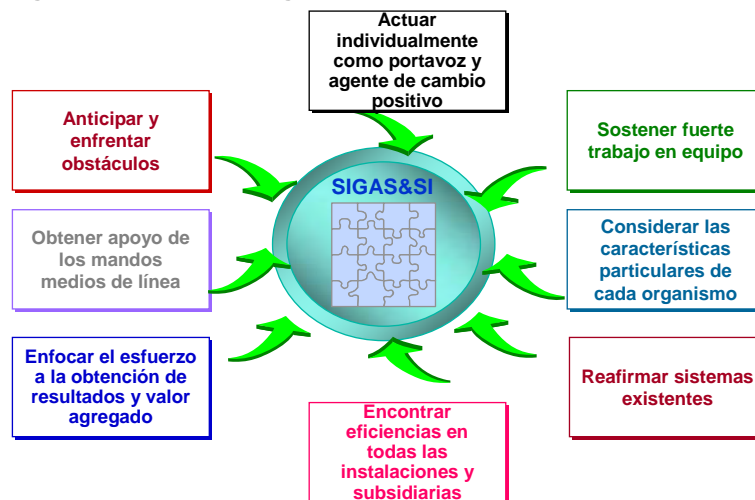 Actuar
individualmente
como portavoz y
agente de cambio
positivo
Anticipar y
enfrentar
obstáculos
Sostener fuerte
trabajo en equipo
SIGAS&SI
Obtener apoyo de
los mandos
medios de línea
Considerar las
características
particulares de
cada organismo
Enfocar el esfuerzo
a la obtención de
resultados y valor
agregado
Reafirmar sistemas
existentes
Encontrar
eficiencias en
todas las
instalaciones y
subsidiarias